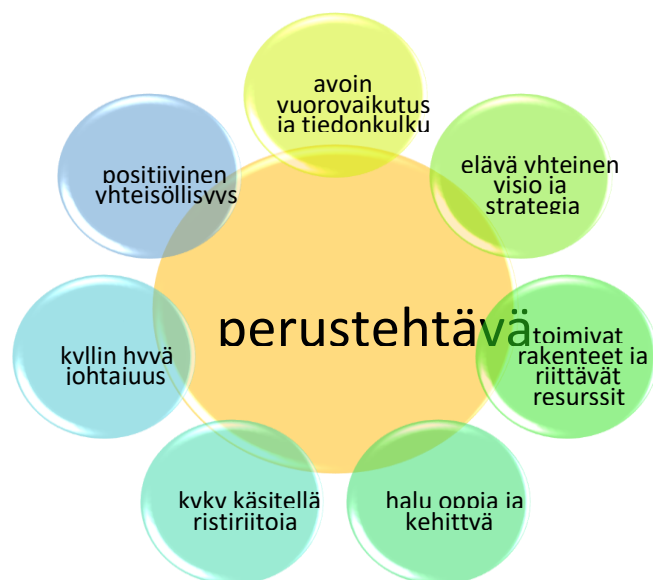 avoin
vuorovaikutus
ja tiedonkulku
elävä yhteinen
visio ja
strategia
toimivat
rakenteet ja
riittävät
resurssit
halu oppia ja
kehittyä
kyky käsitellä
ristiriitoja
kyllin hyvä
johtajuus
positiivinen
yhteisöllisyys
perustehtävä